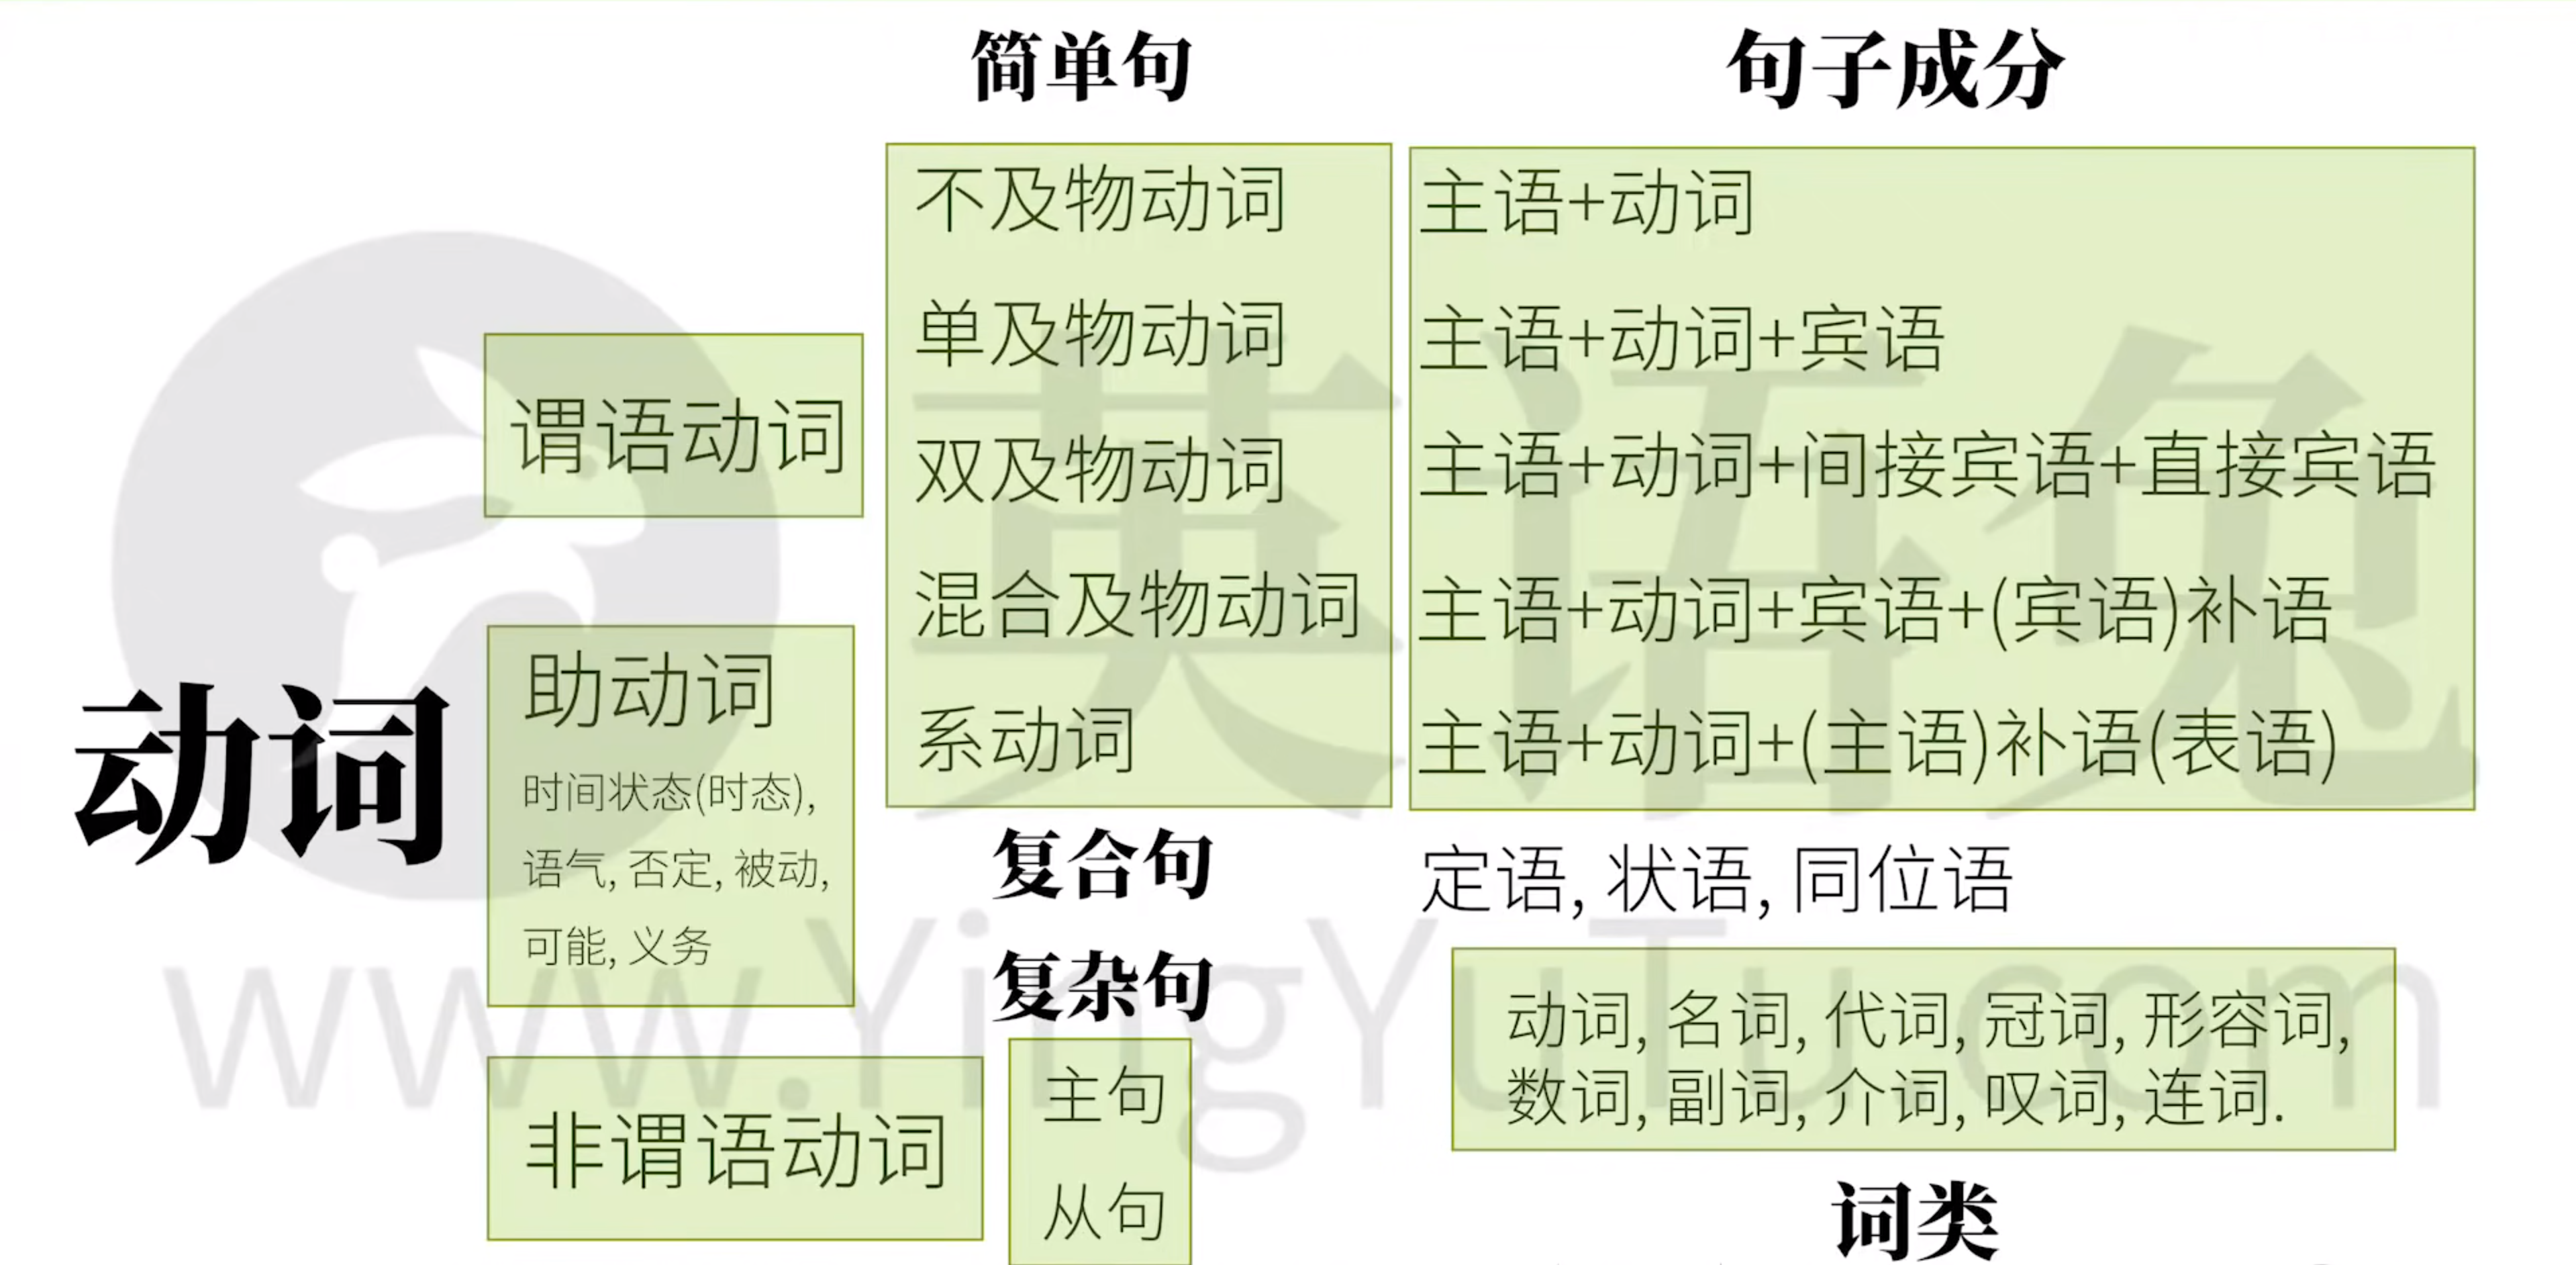 简单句
句子成分
不及物动词
主语+动词
单及物动词
主语+动词+宾语
谓语动词
双及物动词
主语+动词+间接宾语+直接宾语
混合及物动词
主语+动词+宾语+(宾语)补语
系动词
主语+动词+(主语)补语(表语)
动词
助动词
时间状态(时态),
语气, 否定, 被动,
可能, 义务
非谓语动词
复合句
复杂句
主句
从句
定语, 状语, 同位语
动词, 名词, 代词, 冠词, 形容词,
数词, 副词, 介词, 叹词, 连词.
词类
英语兔
www.YingYuTu.com